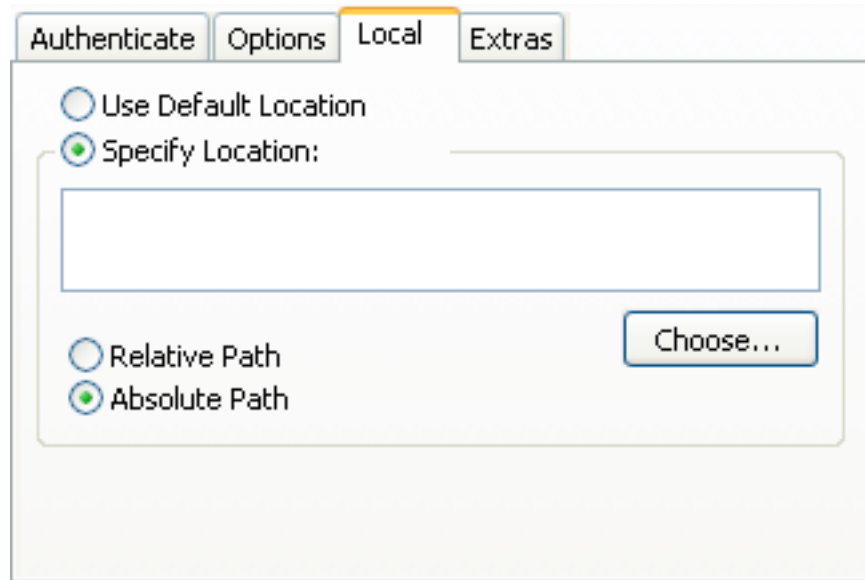 Authenticate Options Local Extras
Use Default Location
Specify Location:
Choose...
Relative Path
Absolute Path